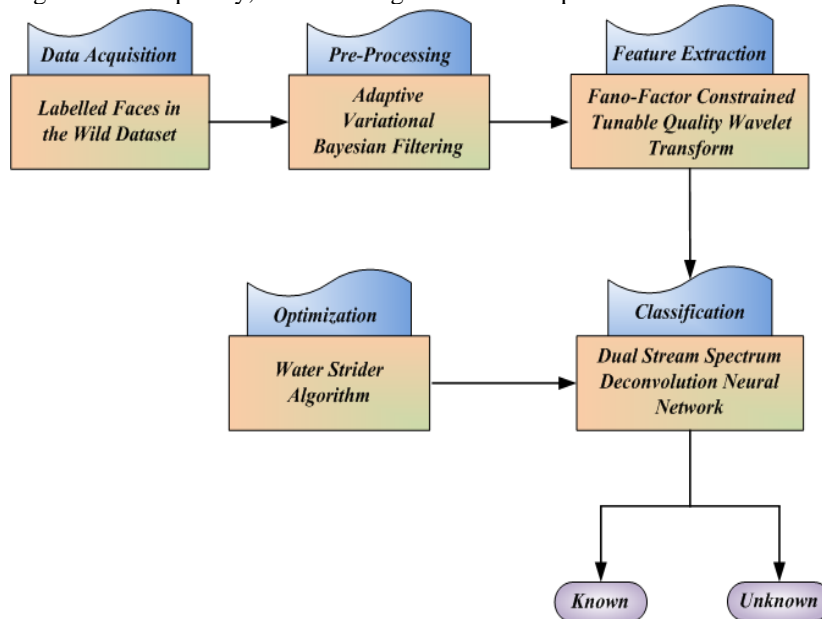 Data Acquisition
Labelled Faces in
the Wild Dataset
Pre-Processing
Adaptive
Variational
Bayesian Filtering
Feature Extraction
Fano-Factor Constrained
Tunable Quality Wavelet
Transform
Optimization
Water Strider
Algorithm
Classification
Dual Stream Spectrum
Deconvolution Neural
Network
Known
Unknown